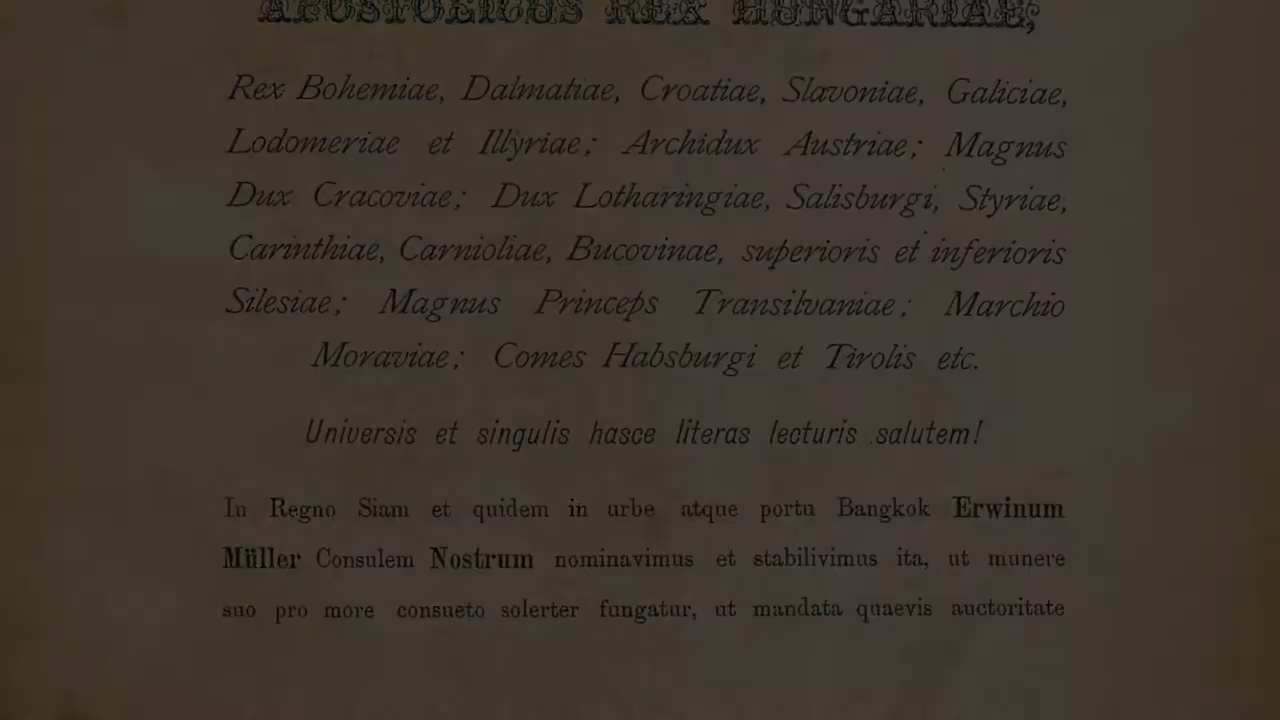 APOSTOLICUS REX HUNGARIAE;
Rex Bohemiae, Dalmatiae, Croatiae, Slavoniae, Galiciae,
Lodomeriae et Illyriae; Archidux Austriae; Magnus
Dux Cracoviae; Dux Lotharingiae, Salisburgi, Styriae,
Carinthiae, Carnioliae, Bucovinae, superioris et inferioris
Silesiae; Magnus Princeps Transilvaniae; Marchio
Moraviae; Comes Habsburgi et Tirolis etc.
Universis et singulis hasce literas lecturis salutem!
In Regno Siam et quidem in urbe atque portu Bangkok Erwinum
Müller Consulem Nostrum nominavimus et stabilivimus ita, ut munere
suo pro more consueto solerter fungatur, ut mandata quaevis auctoritate